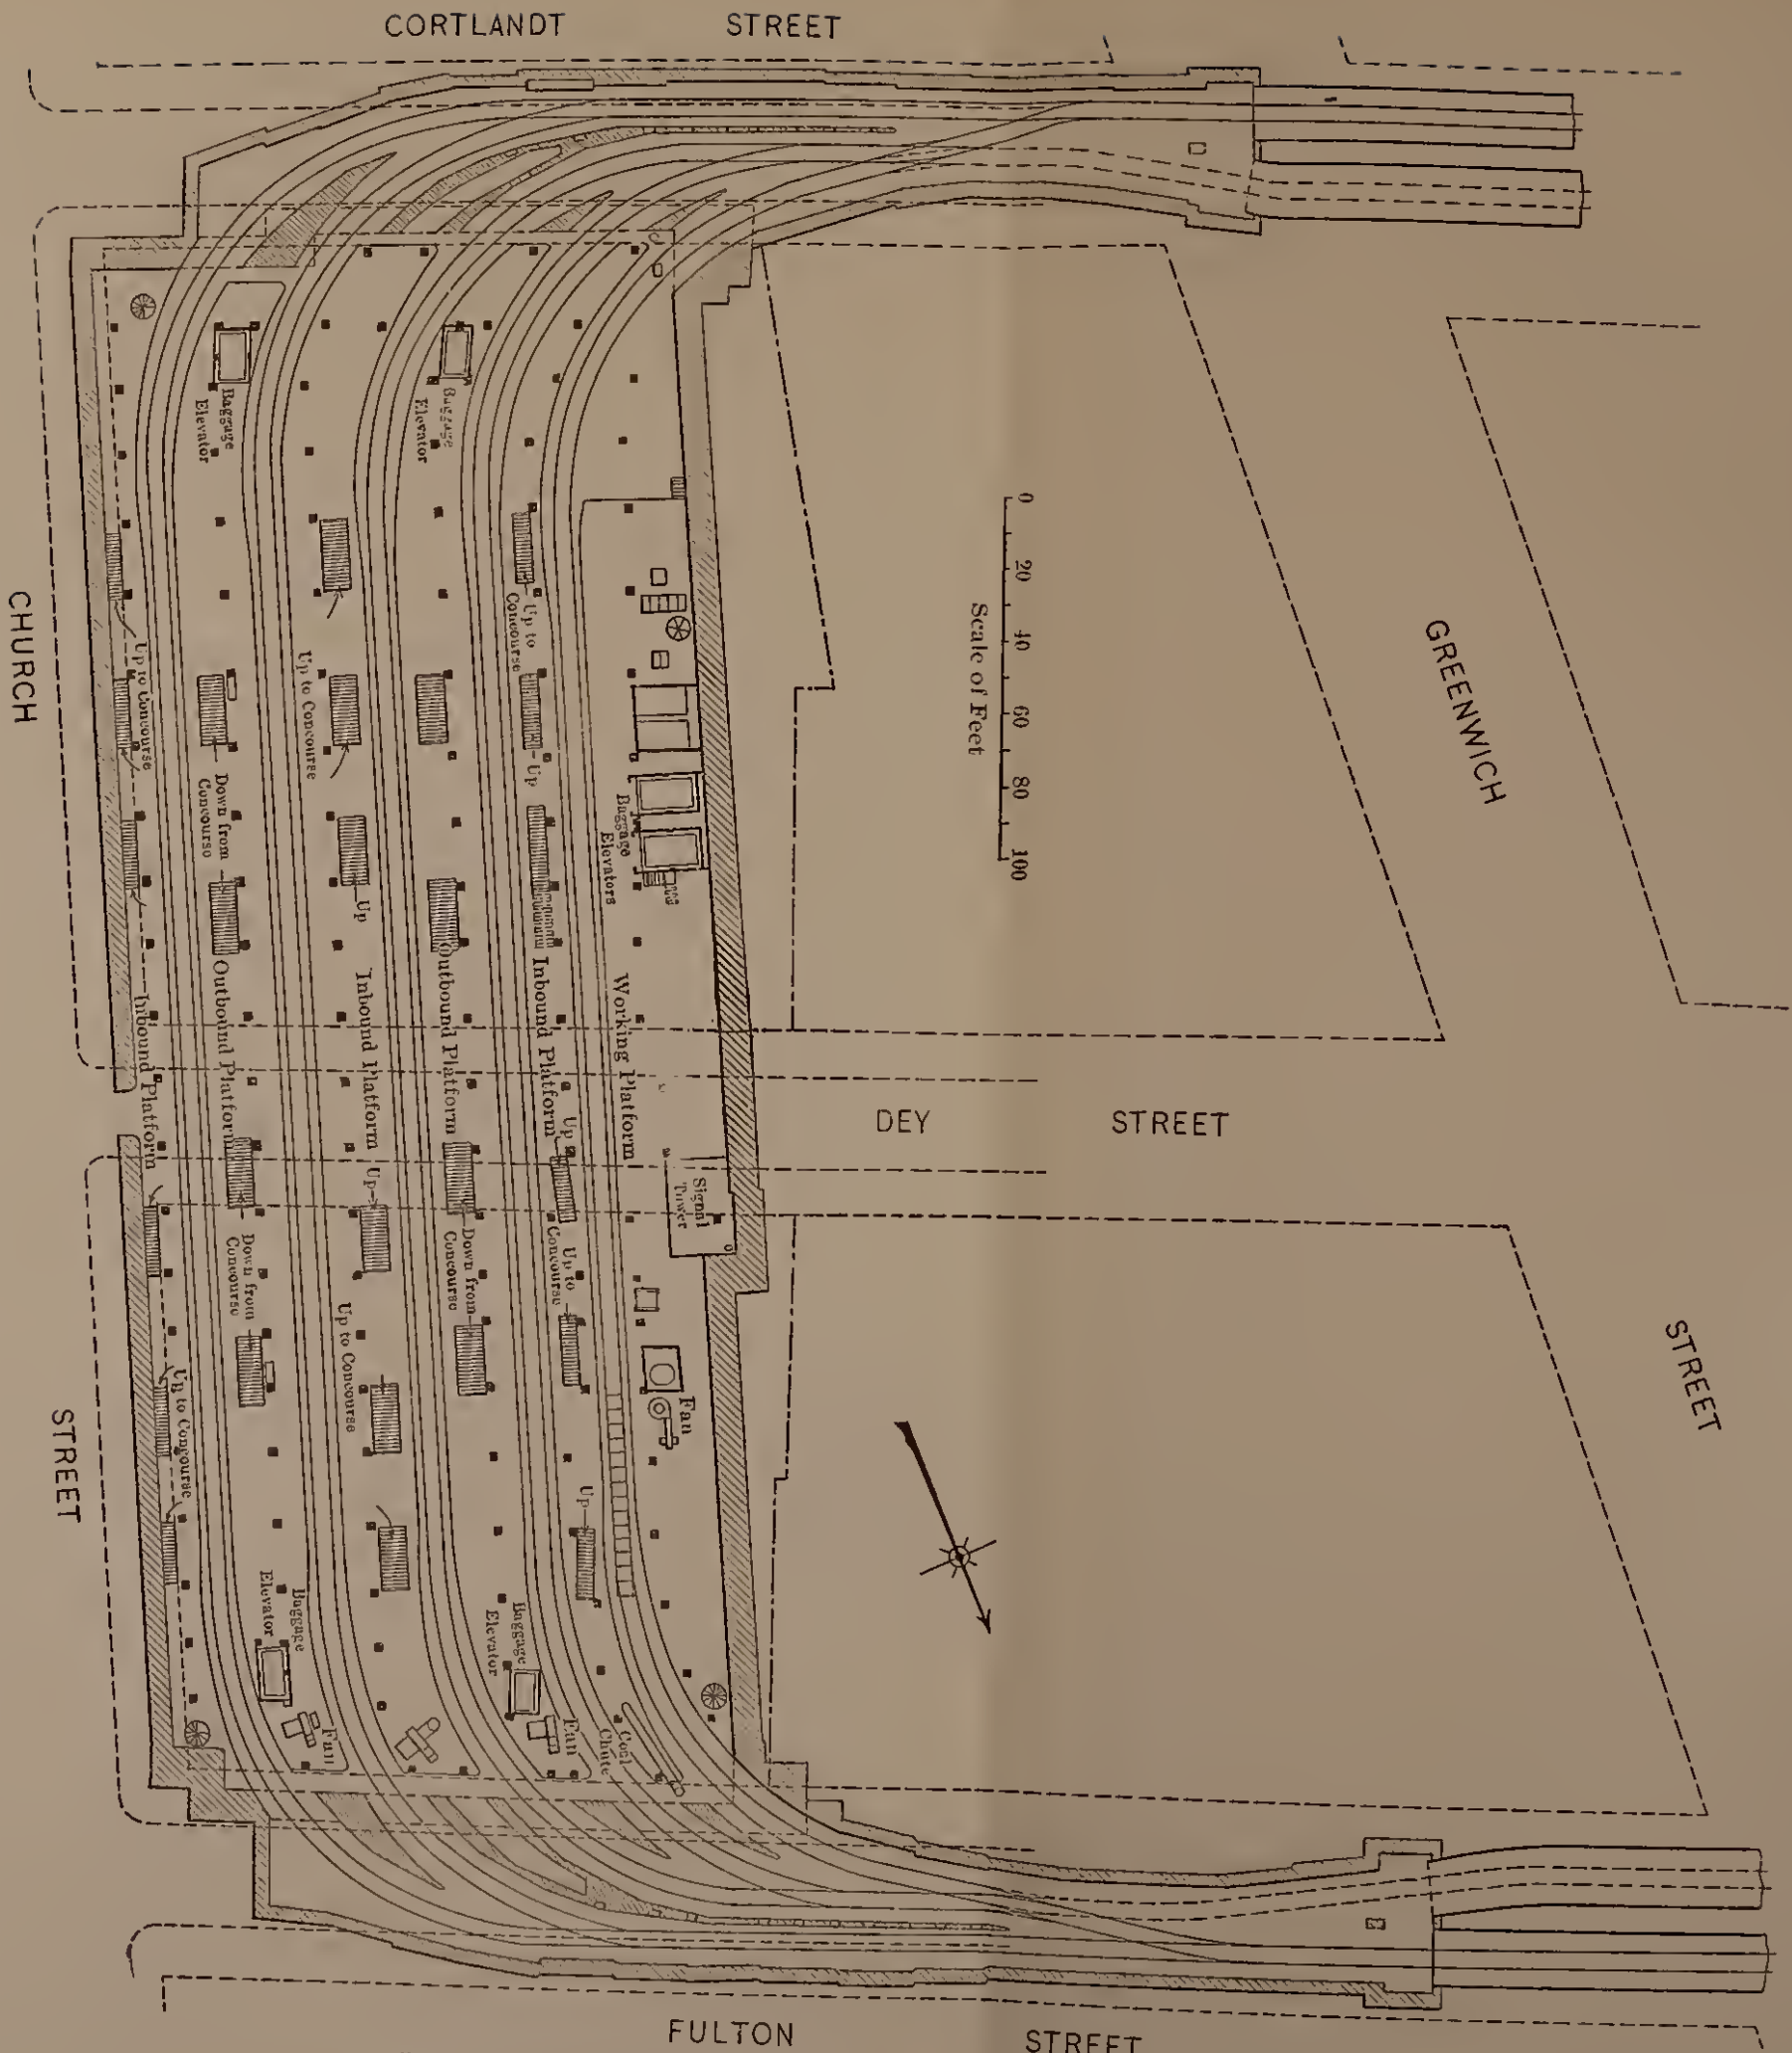 CORTLANDT STREET
CHURCH
STREET
GREENWICH
STREET
DEY STREET
FULTON STREET
Scale of Feet
0 20 40 60 80 100
Baggage
Elevator
Baggage
Elevator
Up to Concourse
Down from
Concourse
Up to Concourse
Up
Up to
Concourse
Up
Baggage
Elevators
Inbound Platform
Outbound Platform
Inbound Platform
Outbound Platform
Inbound Platform
Working Platform
Signal
Tower
Up
Up
Down from
Concourse
Up to Concourse
Down from
Concourse
Up to
Concourse
Up to Concourse
Up
Fan
Baggage
Elevator
Baggage
Elevator
Fan
Fan
Coal
Chute